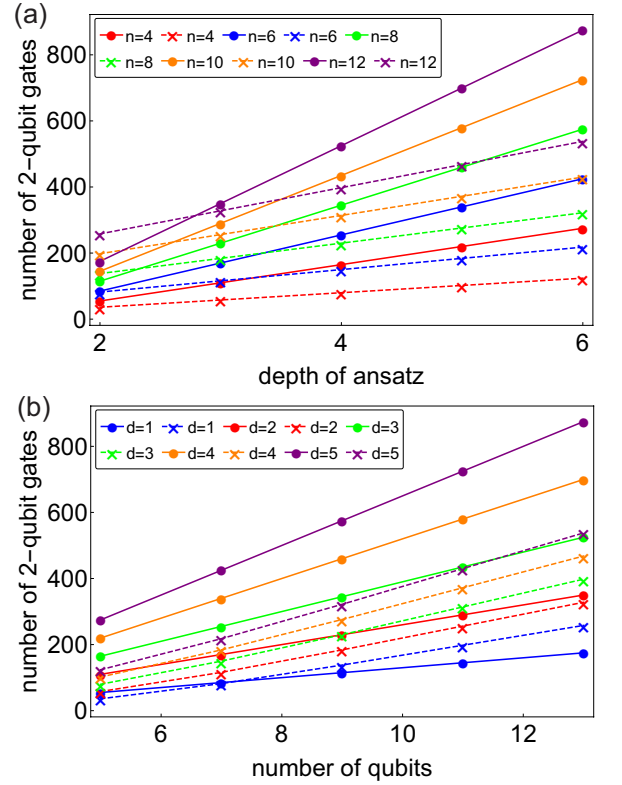 (a)
n=4 n=4 n=6 n=6 n=8
n=8 n=10 n=10 n=12 n=12
number of 2-qubit gates
800
600
400
200
0
2 4 6
depth of ansatz
(b)
d=1 d=1 d=2 d=2 d=3
d=3 d=4 d=4 d=5 d=5
number of 2-qubit gates
800
600
400
200
0
6 8 10 12
number of qubits